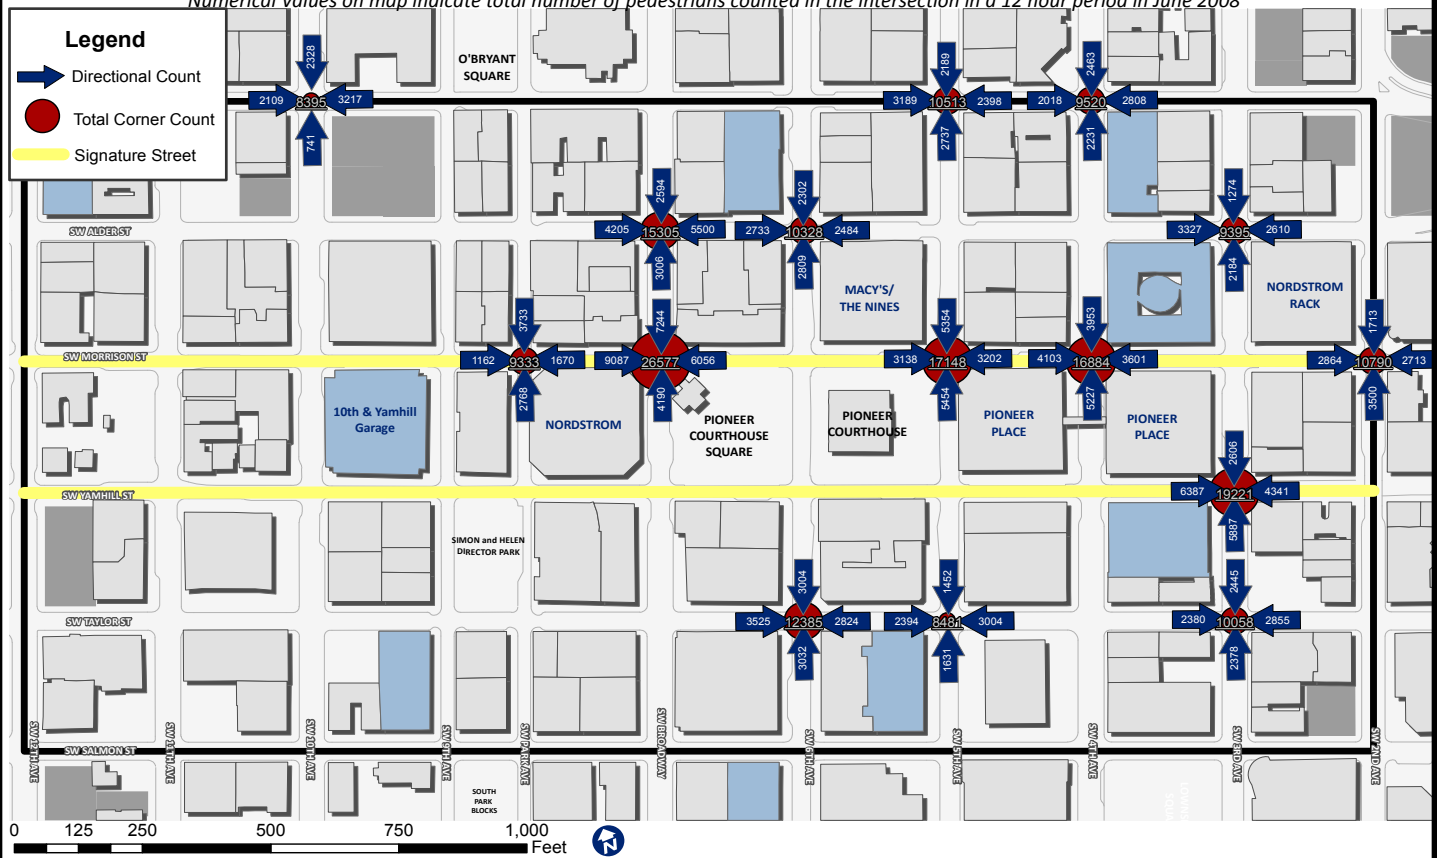 Numerical values on map indicate total number of pedestrians counted in the intersection in a 12 hour period in June 2008
Legend
Directional Count
Total Corner Count
Signature Street
O'BRYANT
SQUARE
2328
2109
8395
3217
741
2189
3189
10513
2398
2737
2463
2018
9520
2808
2231
2594
4205
15305
5500
3006
2302
2733
10328
2484
2809
1274
3327
9395
2610
2184
SW ALDER ST
MACY'S/
THE NINES
NORDSTROM
RACK
SW MORRISON ST
3733
1162
9333
1670
2768
7244
9087
26577
6056
4190
5354
3138
17148
3202
5454
3953
4103
16884
3601
5227
1713
2864
10790
2713
3500
10th & Yamhill
Garage
NORDSTROM
PIONEER
COURTHOUSE
SQUARE
PIONEER
COURTHOUSE
PIONEER
PLACE
PIONEER
PLACE
SW YAMHILL ST
2606
6387
19221
4341
5887
SIMON and HELEN
DIRECTOR PARK
SW TAYLOR ST
3004
3525
12385
2824
3032
1452
2394
8481
3004
1631
2445
2380
10058
2855
2378
SW SALMON ST
SW 12TH AVE
SW 11TH AVE
SW 10TH AVE
SW 9TH AVE
SW PARK AVE
SW BROADWAY
SW 6TH AVE
SW 5TH AVE
SW 4TH AVE
SW 3RD AVE
SW 2ND AVE
SOUTH
PARK
BLOCKS
0 125 250 500 750 1,000
Feet
N